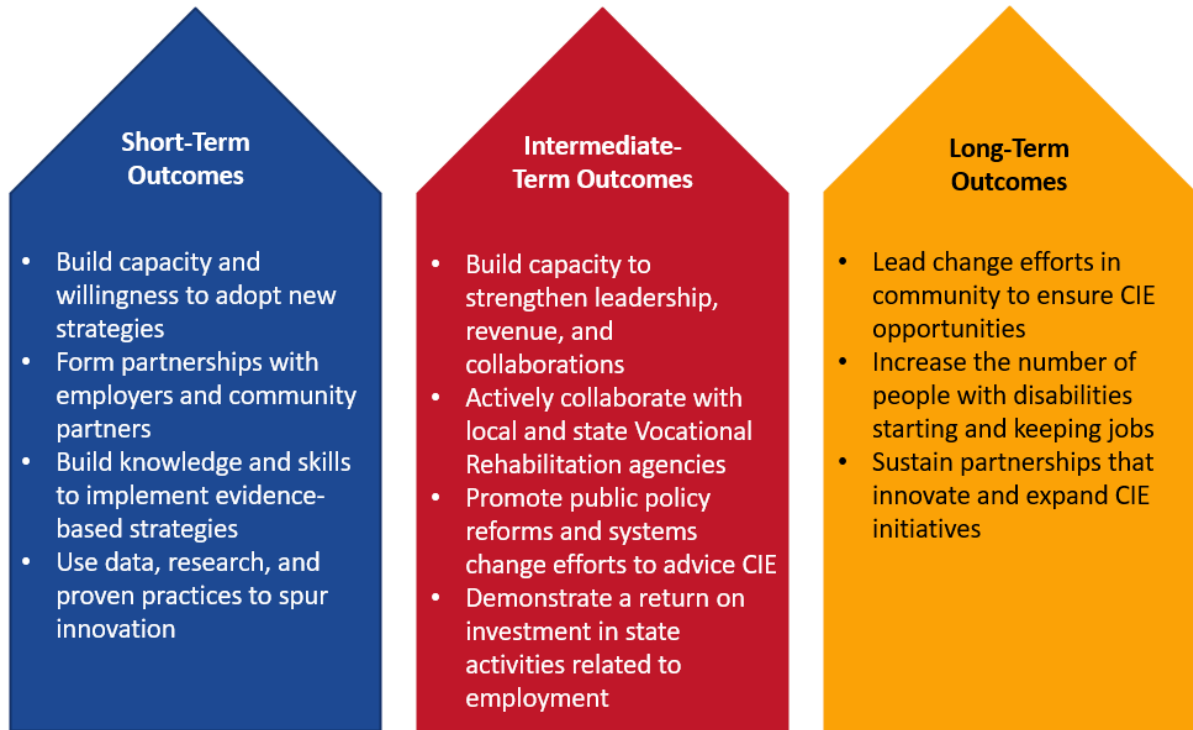 Short-Term
Outcomes
• Build capacity and
willingness to adopt new
strategies
• Form partnerships with
employers and community
partners
• Build knowledge and skills
to implement evidence-
based strategies
• Use data, research, and
proven practices to spur
innovation
Intermediate-
Term Outcomes
• Build capacity to
strengthen leadership,
revenue, and
collaborations
• Actively collaborate with
local and state Vocational
Rehabilitation agencies
• Promote public policy
reforms and systems
change efforts to advice CIE
• Demonstrate a return on
investment in state
activities related to
employment
Long-Term
Outcomes
• Lead change efforts in
community to ensure CIE
opportunities
• Increase the number of
people with disabilities
starting and keeping jobs
• Sustain partnerships that
innovate and expand CIE
initiatives